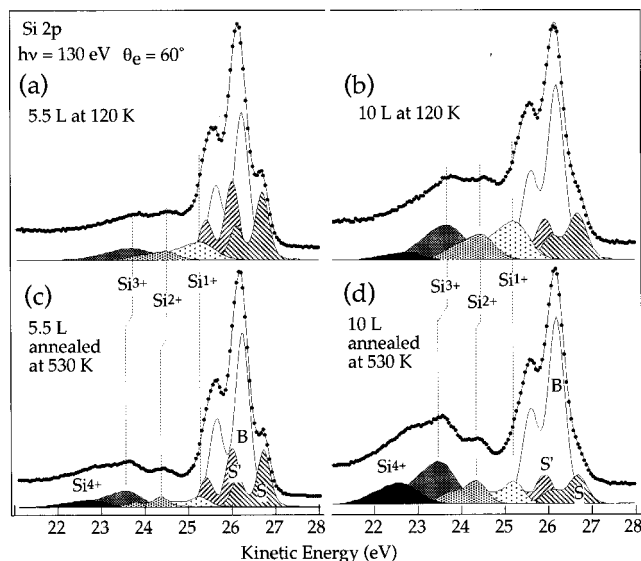 Si 2p
hν = 130 eV θe = 60°
(a)
5.5 L at 120 K
(b)
10 L at 120 K
Si3+
Si2+
Si1+
Si3+
Si2+
Si1+
(c)
5.5 L
annealed
at 530 K
Si4+
B
S'
S
(d)
10 L
annealed
at 530 K
Si4+
B
S'
S
22 23 24 25 26 27 28
22 23 24 25 26 27 28
Kinetic Energy (eV)